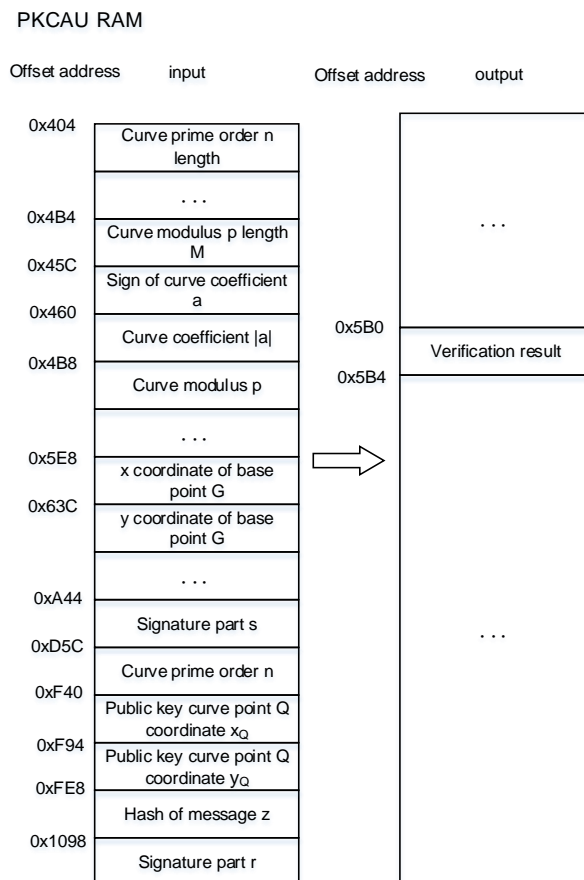 PKCAU RAM
Offset address
input
Offset address
output
0x404
Curve prime order n
length
. . .
0x4B4
Curve modulus p length
M
0x45C
Sign of curve coefficient
a
0x460
Curve coefficient |a|
0x4B8
Curve modulus p
. . .
0x5E8
x coordinate of base
point G
0x63C
y coordinate of base
point G
. . .
0xA44
Signature part s
0xD5C
Curve prime order n
0xF40
Public key curve point Q
coordinate xQ
0xF94
Public key curve point Q
coordinate yQ
0xFE8
Hash of message z
0x1098
Signature part r
. . .
0x5B0
Verification result
0x5B4
. . .